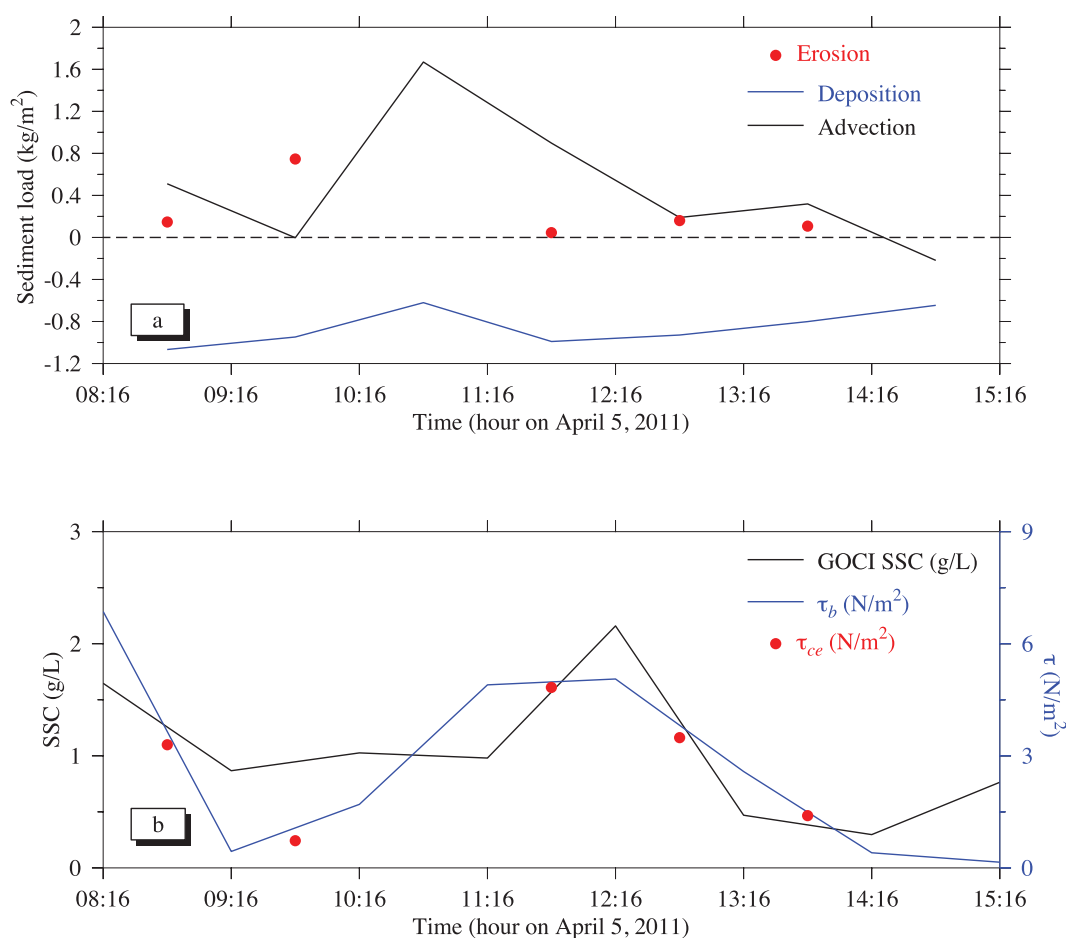 2
1.6
1.2
0.8
0.4
0
-0.4
-0.8
-1.2
Sediment load (kg/m²)
Erosion
Deposition
Advection
a
08:16 09:16 10:16 11:16 12:16 13:16 14:16 15:16
Time (hour on April 5, 2011)
3
2
1
0
SSC (g/L)
GOCI SSC (g/L)
τb (N/m²)
τce (N/m²)
9
6
3
0
τ (N/m²)
b
08:16 09:16 10:16 11:16 12:16 13:16 14:16 15:16
Time (hour on April 5, 2011)